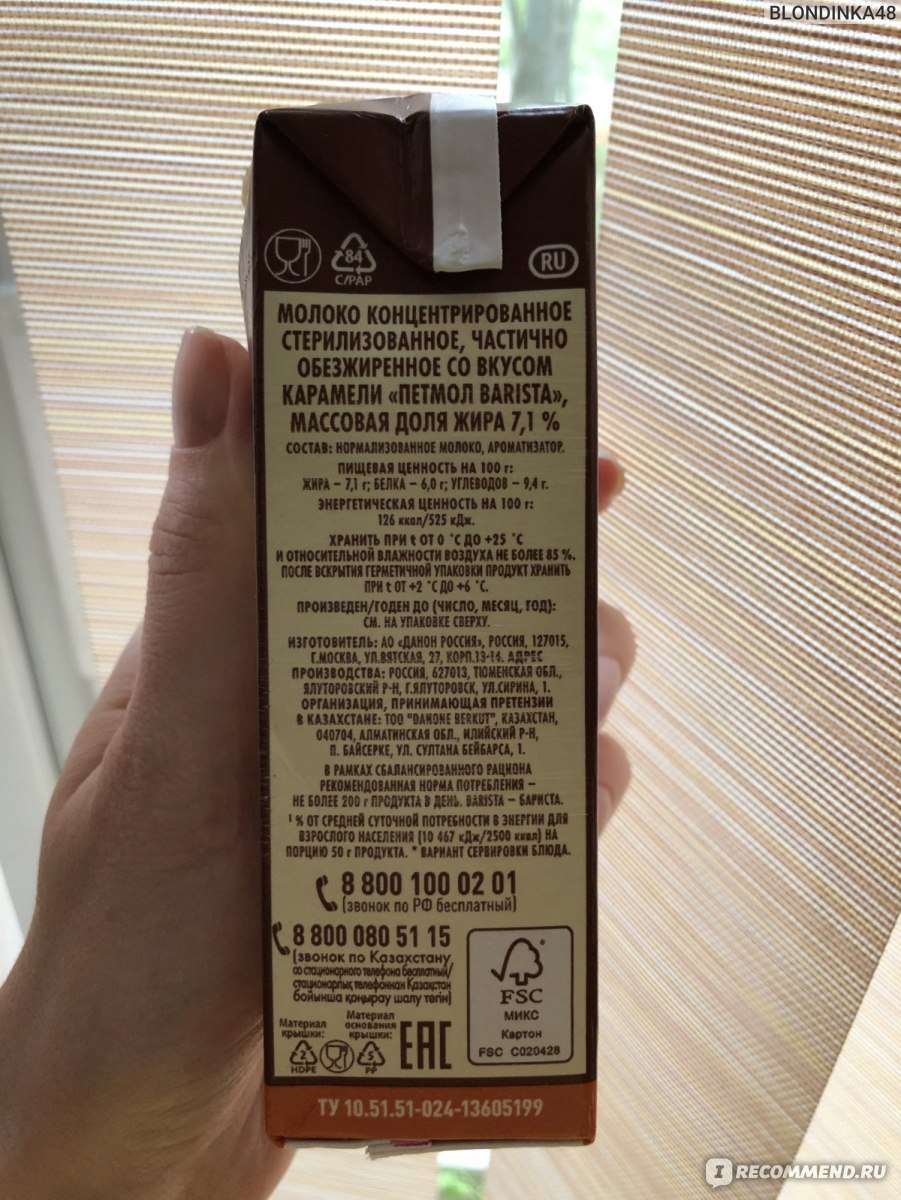 BLONDINKA48
84
C/PAP
RU
МОЛОКО КОНЦЕНТРИРОВАННОЕ
СТЕРИЛИЗОВАННОЕ, ЧАСТИЧНО
ОБЕЗЖИРЕННОЕ СО ВКУСОМ
КАРАМЕЛИ «ПЕТМОЛ BARISTA»,
МАССОВАЯ ДОЛЯ ЖИРА 7,1 %
СОСТАВ: НОРМАЛИЗОВАННОЕ МОЛОКО, АРОМАТИЗАТОР.
ПИЩЕВАЯ ЦЕННОСТЬ НА 100 г:
ЖИРА – 7,1 г; БЕЛКА – 6,0 г; УГЛЕВОДОВ – 9,4 г.
ЭНЕРГЕТИЧЕСКАЯ ЦЕННОСТЬ НА 100 г:
126 ккал/525 кДж.
ХРАНИТЬ ПРИ t ОТ 0 °С ДО +25 °С
И ОТНОСИТЕЛЬНОЙ ВЛАЖНОСТИ ВОЗДУХА НЕ БОЛЕЕ 85 %.
ПОСЛЕ ВСКРЫТИЯ ГЕРМЕТИЧНОЙ УПАКОВКИ ПРОДУКТ ХРАНИТЬ
ПРИ t ОТ +2 °С ДО +6 °С.
ПРОИЗВЕДЕН/ГОДЕН ДО (ЧИСЛО, МЕСЯЦ, ГОД):
СМ. НА УПАКОВКЕ СВЕРХУ.
ИЗГОТОВИТЕЛЬ: АО «ДАНОН РОССИЯ», РОССИЯ, 127015,
Г.МОСКВА, УЛ.ВЯТСКАЯ, 27, КОРП.13-14. АДРЕС
ПРОИЗВОДСТВА: РОССИЯ, 627013, ТЮМЕНСКАЯ ОБЛ.,
ЯЛУТОРОВСКИЙ Р-Н, Г.ЯЛУТОРОВСК, УЛ.СИРИНА, 1.
ОРГАНИЗАЦИЯ, ПРИНИМАЮЩАЯ ПРЕТЕНЗИИ
В КАЗАХСТАНЕ: ТОО "DANONE BERKUT", КАЗАХСТАН,
040704, АЛМАТИНСКАЯ ОБЛ., ИЛИЙСКИЙ Р-Н,
П. БАЙСЕРКЕ, УЛ. СУЛТАНА БЕЙБАРСА, 1.
В РАМКАХ СБАЛАНСИРОВАННОГО РАЦИОНА
РЕКОМЕНДОВАННАЯ НОРМА ПОТРЕБЛЕНИЯ –
НЕ БОЛЕЕ 200 г ПРОДУКТА В ДЕНЬ. BARISTA – БАРИСТА.
¹ % ОТ СРЕДНЕЙ СУТОЧНОЙ ПОТРЕБНОСТИ В ЭНЕРГИИ ДЛЯ
ВЗРОСЛОГО НАСЕЛЕНИЯ (10 467 кДж/2500 ккал) НА
ПОРЦИЮ 50 г ПРОДУКТА. * ВАРИАНТ СЕРВИРОВКИ БЛЮДА.
8 800 100 02 01
(звонок по РФ бесплатный)
8 800 080 51 15
(звонок по Казахстану
со стационарного телефона бесплатный/
стационарлық телефоннан Қазақстан
бойынша қоңырау шалу тегін)
Материал крышки:
2
HDPE
Материал основания крышки:
5
PP
EAC
FSC
МИКС
Картон
FSC C020428
ТУ 10.51.51-024-13605199
I RECOMMEND.RU